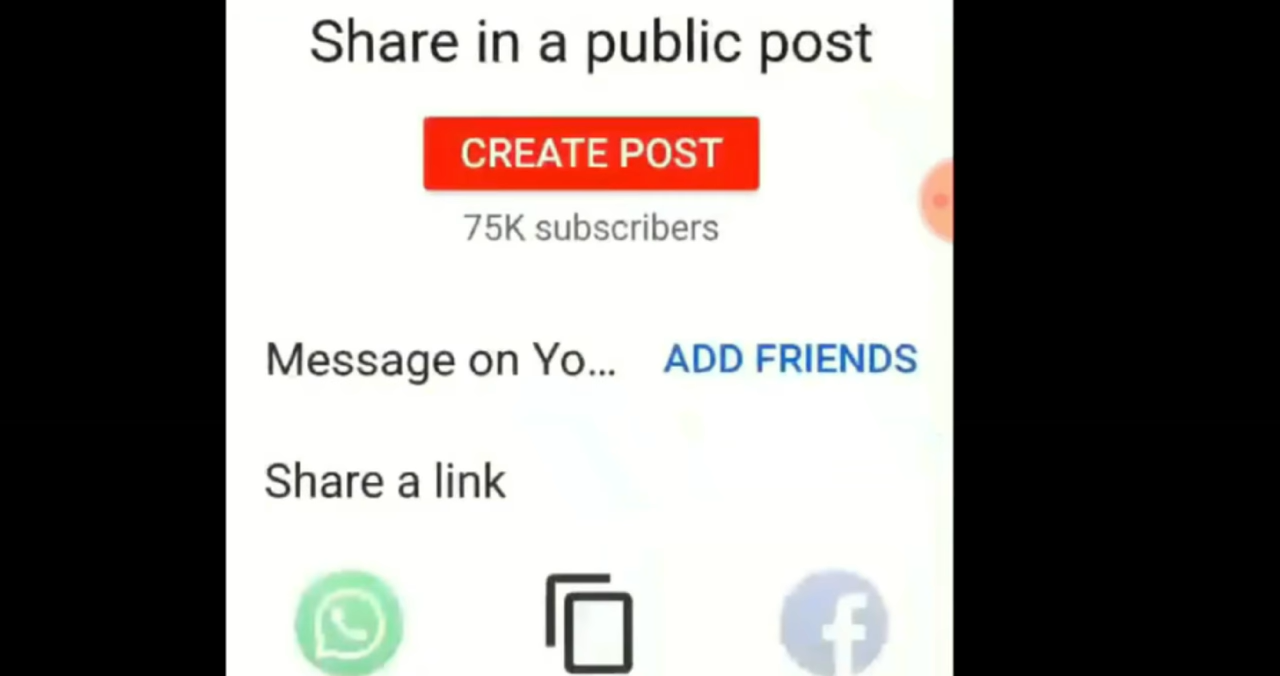 Share in a public post
CREATE POST
75K subscribers
Message on Yo... ADD FRIENDS
Share a link